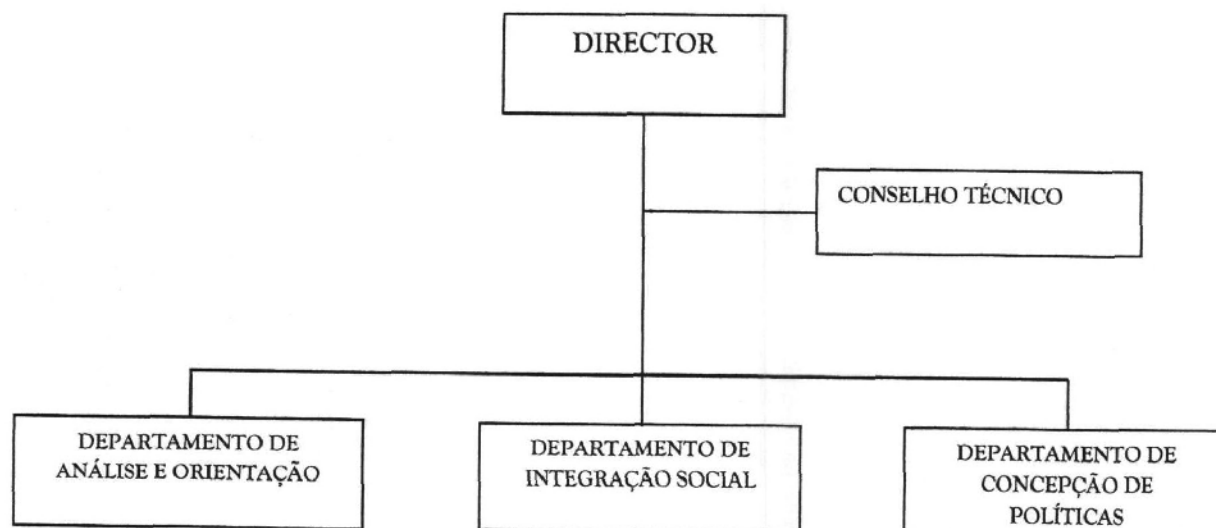 DIRECTOR
CONSELHO TÉCNICO
DEPARTAMENTO DE
ANÁLISE E ORIENTAÇÃO
DEPARTAMENTO DE
INTEGRAÇÃO SOCIAL
DEPARTAMENTO DE
CONCEPÇÃO DE
POLÍTICAS